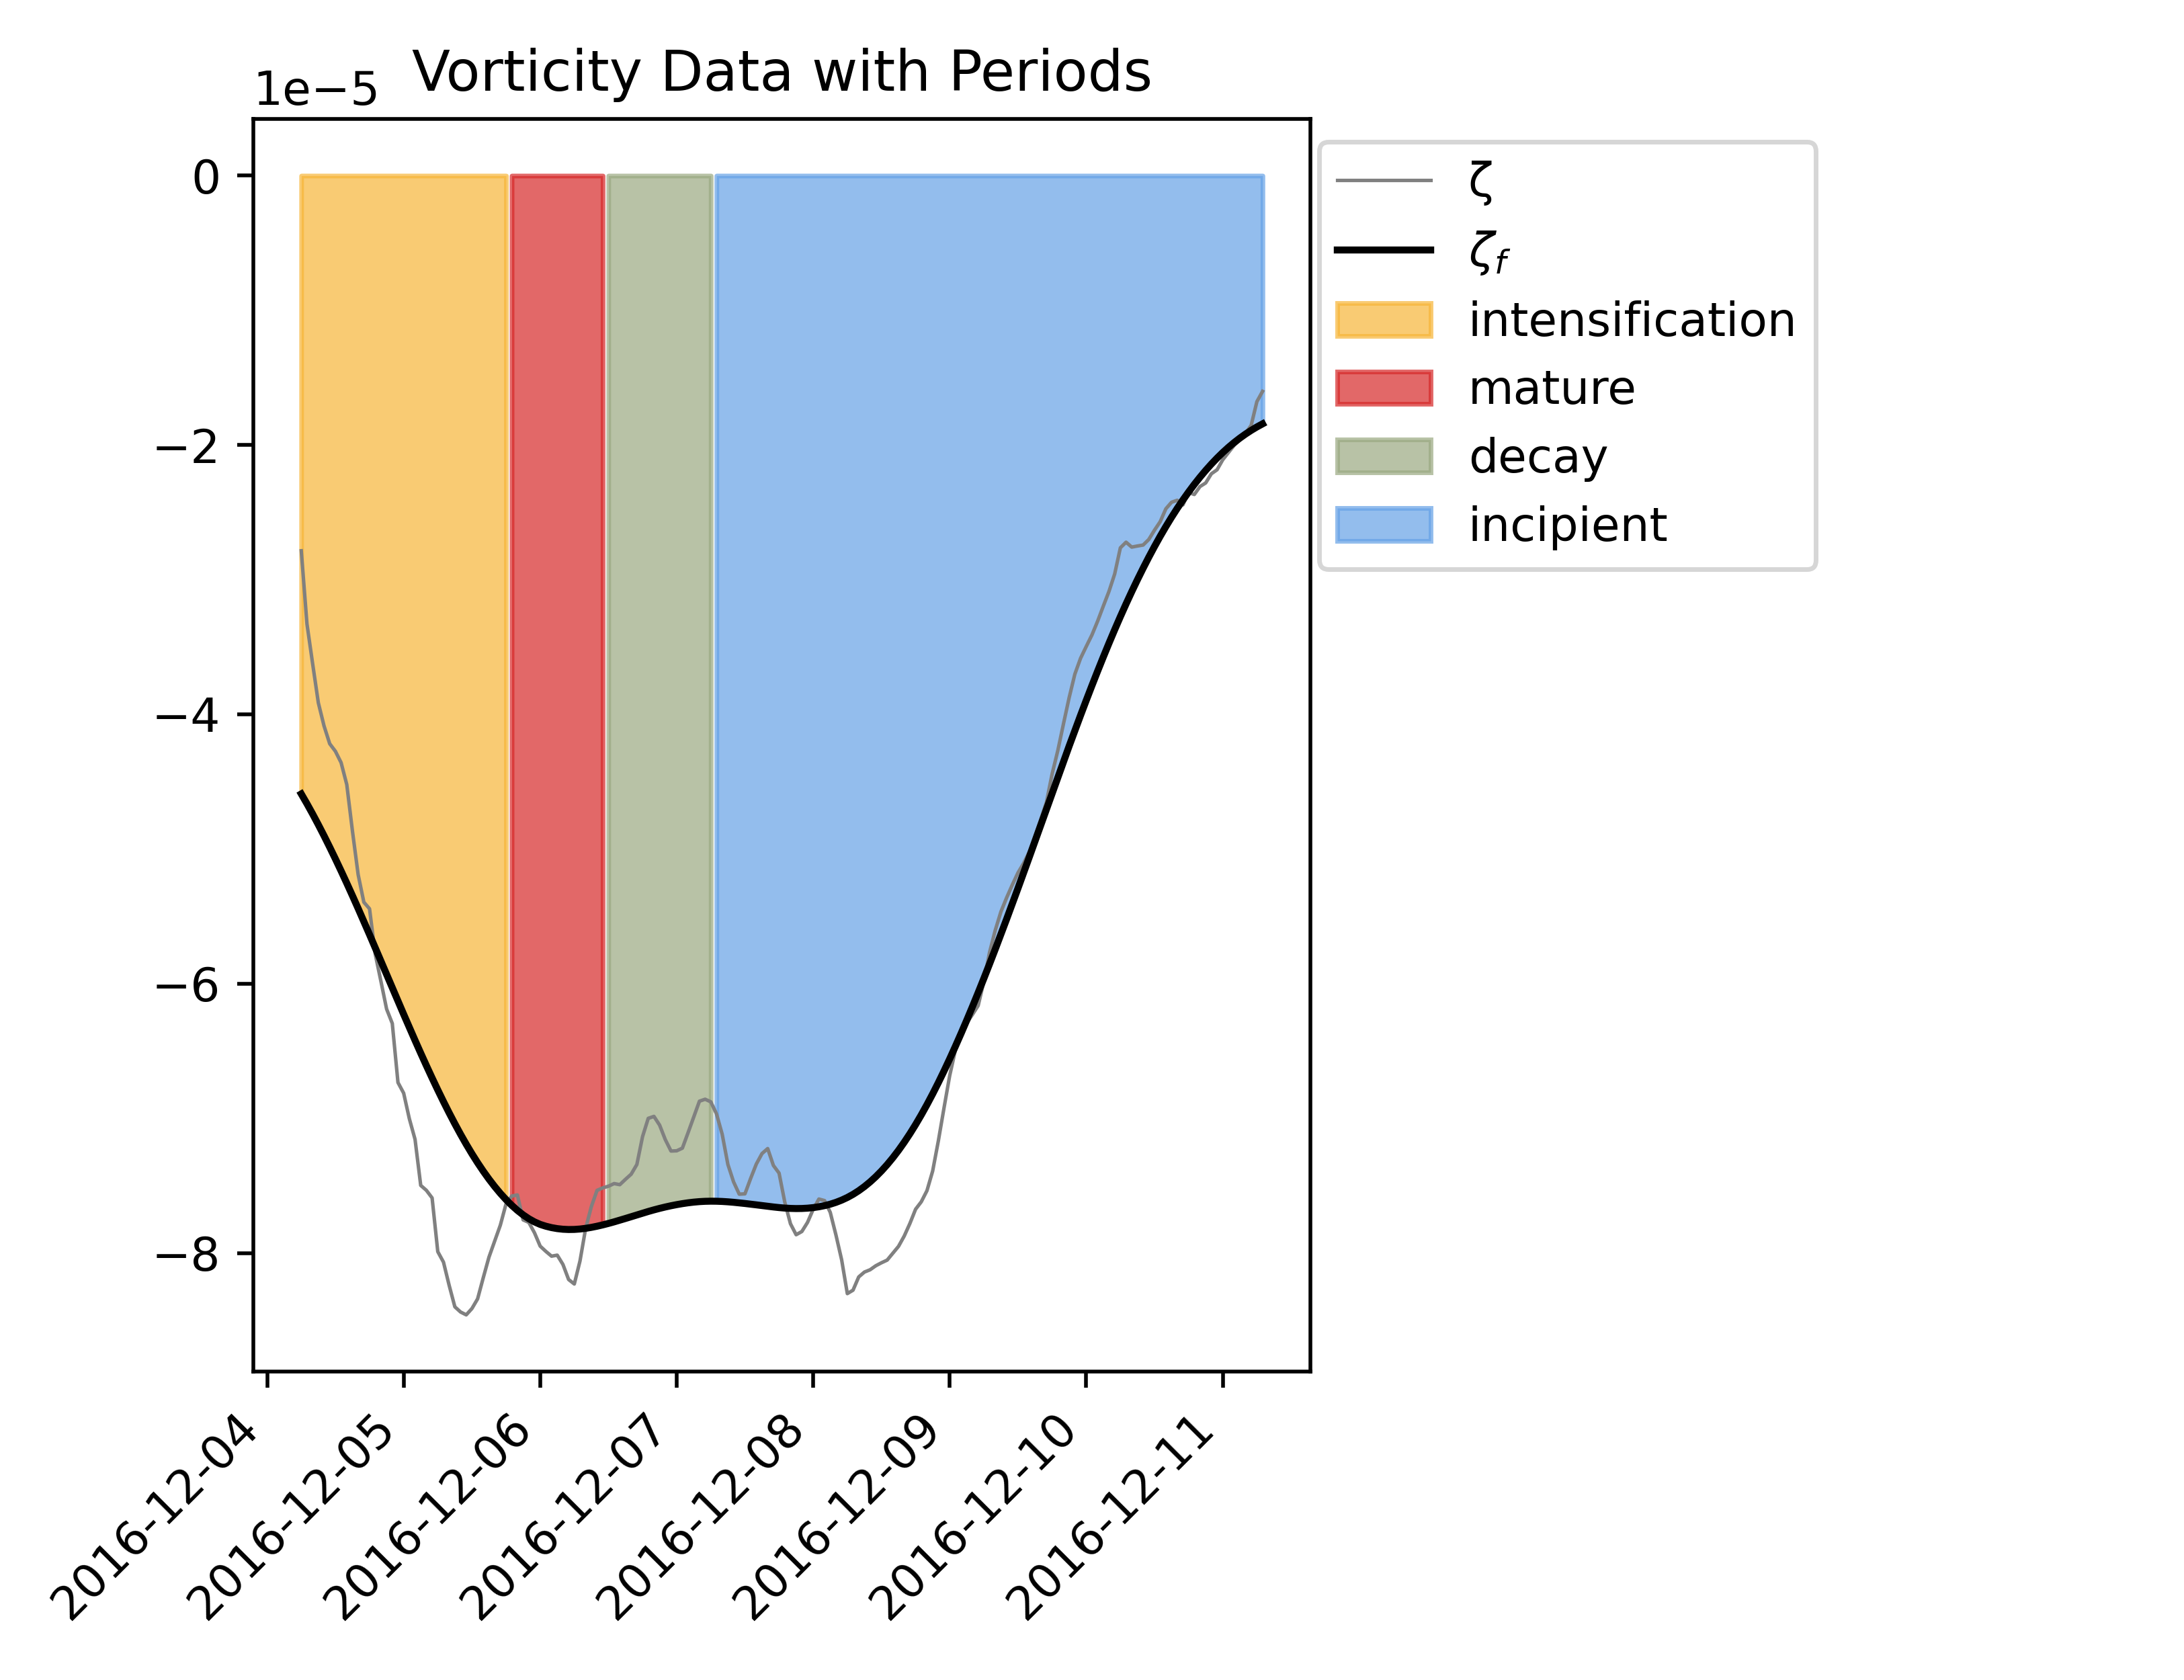 Vorticity Data with Periods
1e−5
0
−2
−4
−6
−8
2016-12-04
2016-12-05
2016-12-06
2016-12-07
2016-12-08
2016-12-09
2016-12-10
2016-12-11
ζ
ζf
intensification
mature
decay
incipient